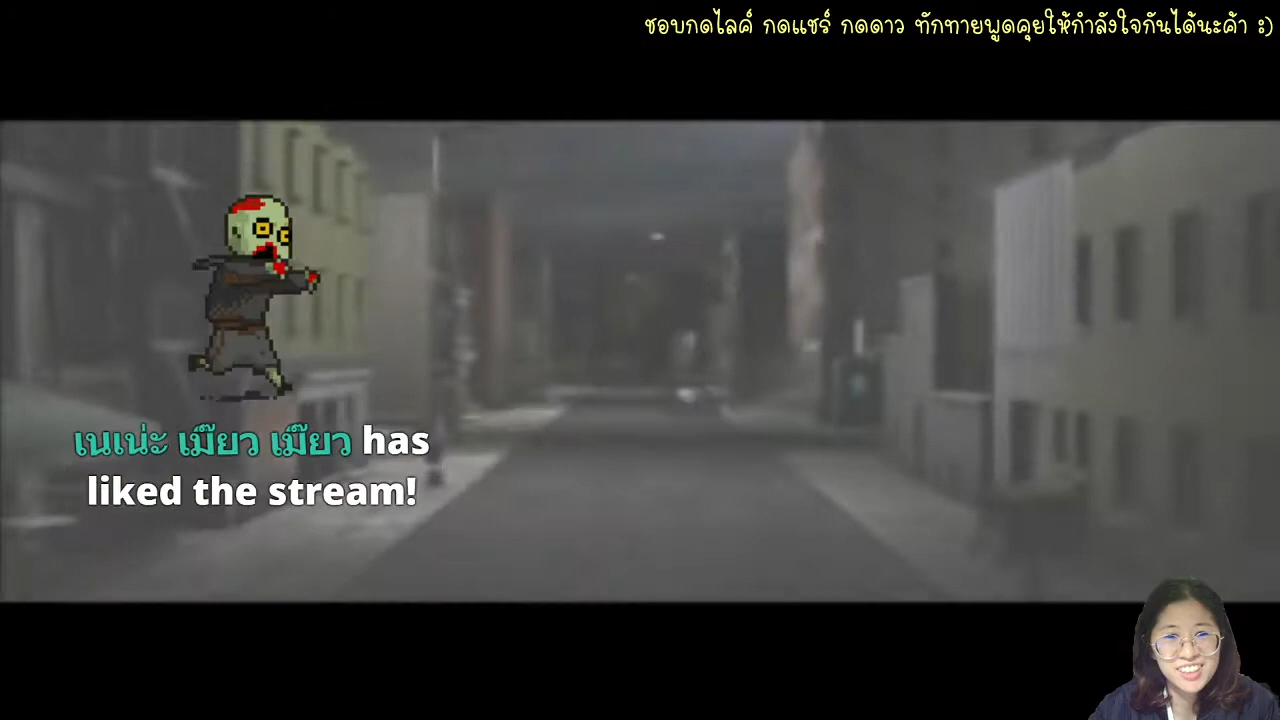 ชอบกดไลค์ กดแชร์ กดดาว ทักทายพูดคุยให้กำลังใจกันได้นะค้า :)
เนเน่ะ เมี๊ยว เมี๊ยว has
liked the stream!